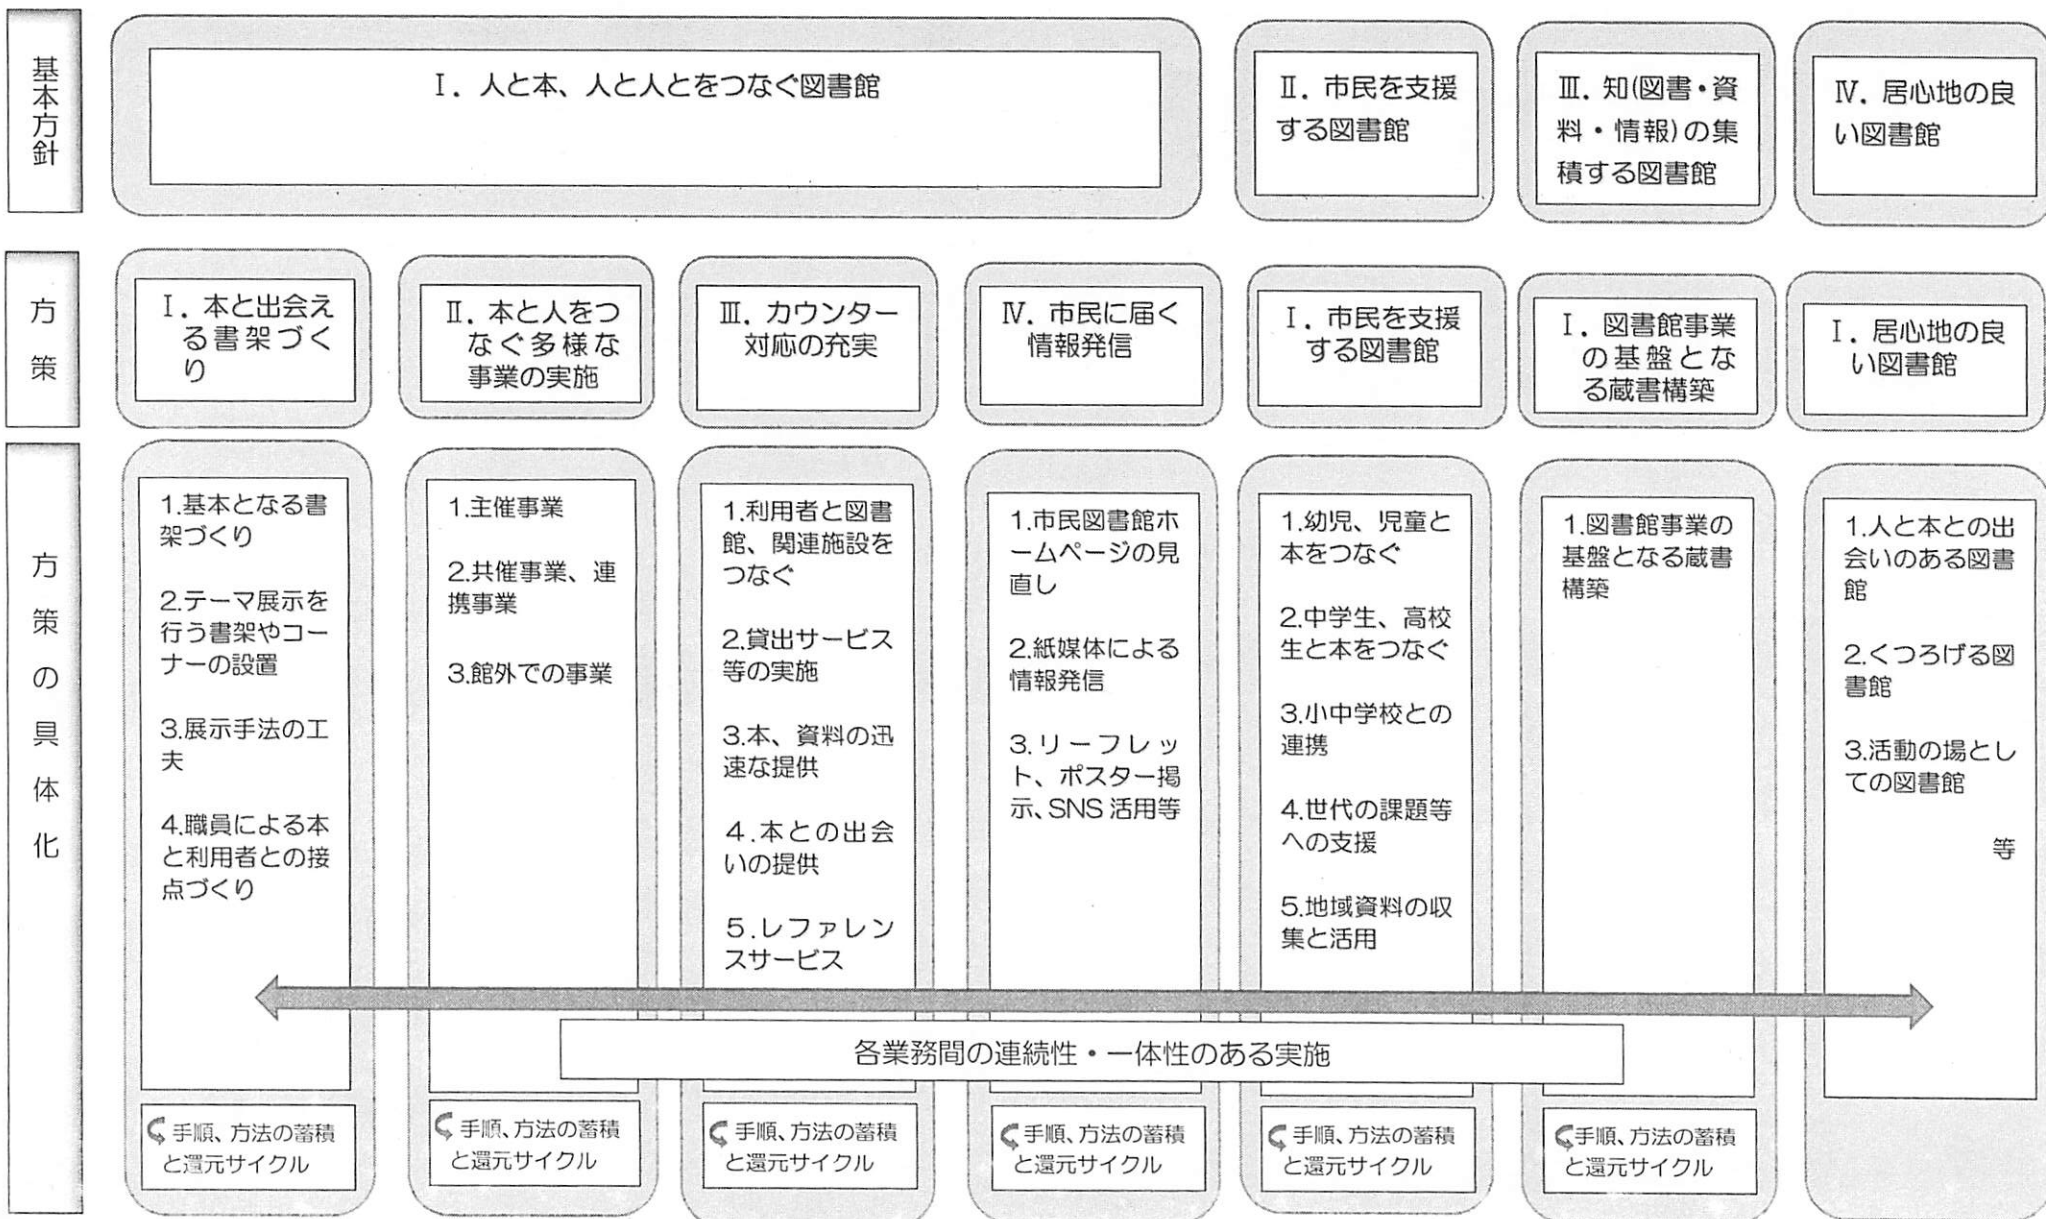 基本方針
Ⅰ．人と本、人と人とをつなぐ図書館
Ⅱ．市民を支援
する図書館
Ⅲ．知(図書・資
料・情報)の集
積する図書館
Ⅳ．居心地の良
い図書館
方策
Ⅰ．本と出会え
る書架づく
り
Ⅱ．本と人をつ
なぐ多様な
事業の実施
Ⅲ．カウンター
対応の充実
Ⅳ．市民に届く
情報発信
Ⅰ．市民を支援
する図書館
Ⅰ．図書館事業
の基盤とな
る蔵書構築
Ⅰ．居心地の良
い図書館
方策の具体化
1.基本となる書
架づくり
2.テーマ展示を
行う書架やコー
ナーの設置
3.展示手法の工
夫
4.職員による本
と利用者との接
点づくり
1.主催事業
2.共催事業、連
携事業
3.館外での事業
1.利用者と図書
館、関連施設を
つなぐ
2.貸出サービス
等の実施
3.本、資料の迅
速な提供
4.本との出会
いの提供
5.レファレン
スサービス
1.市民図書館ホ
ームページの見
直し
2.紙媒体による
情報発信
3.リーフレッ
ト、ポスター掲
示、SNS 活用等
1.幼児、児童と
本をつなぐ
2.中学生、高校
生と本をつなぐ
3.小中学校との
連携
4.世代の課題等
への支援
5.地域資料の収
集と活用
1.図書館事業の
基盤となる蔵書
構築
1.人と本との出
会いのある図書
館
2.くつろげる図
書館
3.活動の場とし
ての図書館
等
各業務間の連続性・一体性のある実施
手順、方法の蓄積
と還元サイクル
手順、方法の蓄積
と還元サイクル
手順、方法の蓄積
と還元サイクル
手順、方法の蓄積
と還元サイクル
手順、方法の蓄積
と還元サイクル
手順、方法の蓄積
と還元サイクル